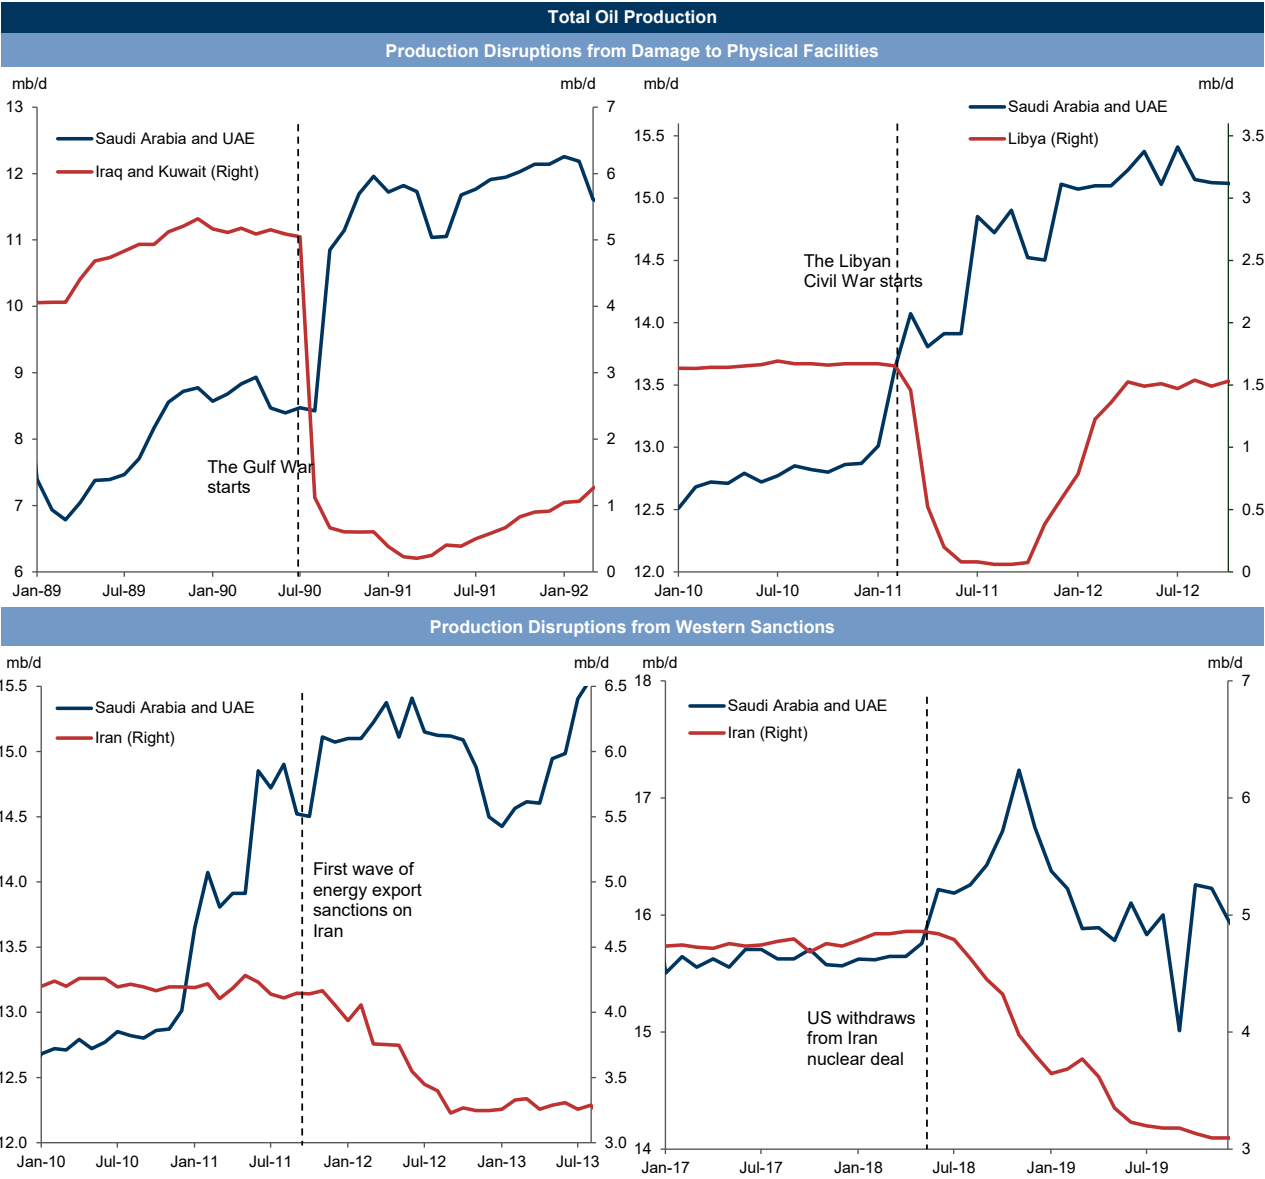 Total Oil Production
Production Disruptions from Damage to Physical Facilities
mb/d
mb/d
13
12
11
10
9
8
7
6
7
6
5
4
3
2
1
0
Saudi Arabia and UAE
Iraq and Kuwait (Right)
The Gulf War
starts
Jan-89
Jul-89
Jan-90
Jul-90
Jan-91
Jul-91
Jan-92
mb/d
mb/d
15.5
15.0
14.5
14.0
13.5
13.0
12.5
12.0
3.5
3
2.5
2
1.5
1
0.5
0
Saudi Arabia and UAE
Libya (Right)
The Libyan
Civil War starts
Jan-10
Jul-10
Jan-11
Jul-11
Jan-12
Jul-12
Production Disruptions from Western Sanctions
mb/d
mb/d
15.5
15.0
14.5
14.0
13.5
13.0
12.5
12.0
6.5
6.0
5.5
5.0
4.5
4.0
3.5
3.0
Saudi Arabia and UAE
Iran (Right)
First wave of
energy export
sanctions on
Iran
Jan-10
Jul-10
Jan-11
Jul-11
Jan-12
Jul-12
Jan-13
Jul-13
mb/d
mb/d
18
17
16
15
14
7
6
5
4
3
Saudi Arabia and UAE
Iran (Right)
US withdraws
from Iran
nuclear deal
Jan-17
Jul-17
Jan-18
Jul-18
Jan-19
Jul-19